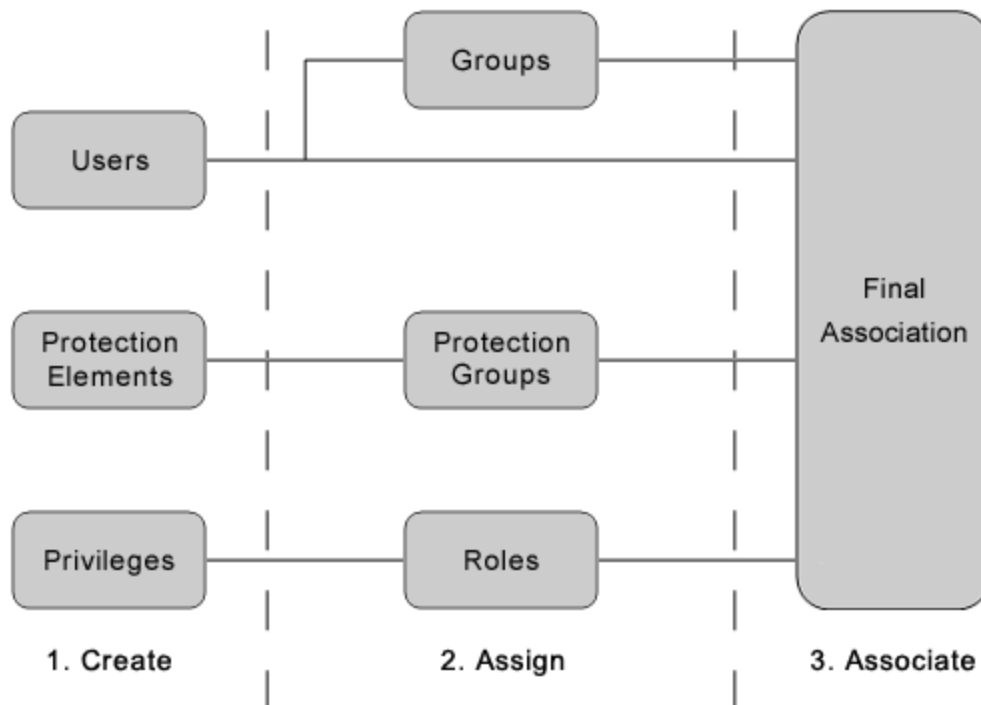 Groups
Users
Final
Association
Protection
Elements
Protection
Groups
Privileges
Roles
1. Create
2. Assign
3. Associate